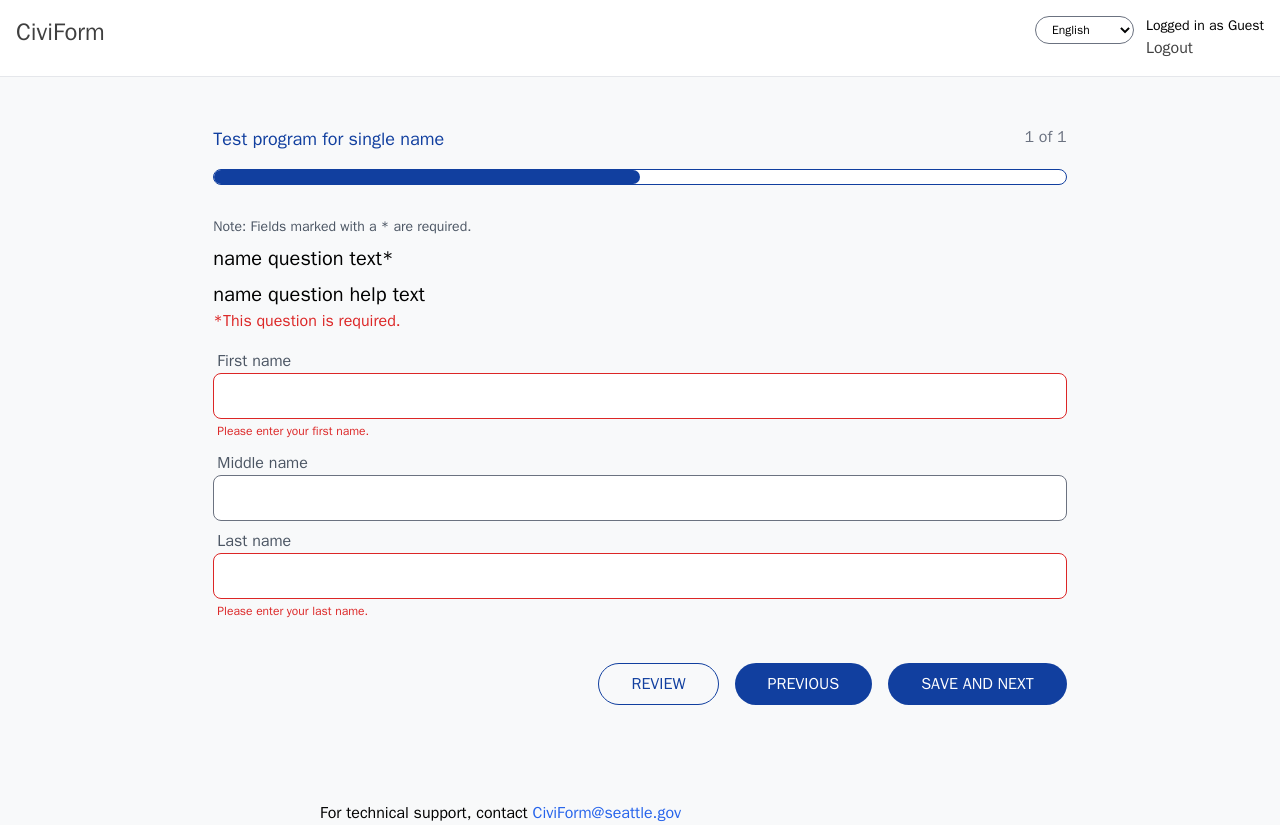 CiviForm
English
Logged in as Guest
Logout
Test program for single name
1 of 1
Note: Fields marked with a * are required.
name question text*
name question help text
*This question is required.
First name
Please enter your first name.
Middle name
Last name
Please enter your last name.
REVIEW
PREVIOUS
SAVE AND NEXT
For technical support, contact CiviForm@seattle.gov